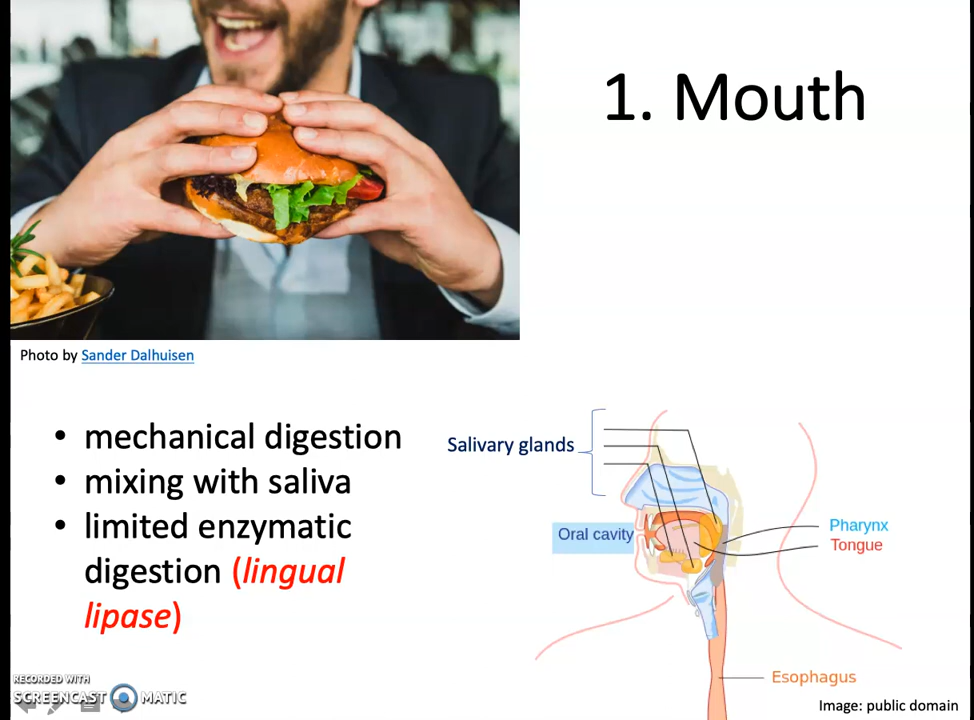 1. Mouth
Photo by Sander Dalhuisen
• mechanical digestion
• mixing with saliva
• limited enzymatic
digestion (lingual
lipase)
Salivary glands
Oral cavity
Pharynx
Tongue
Esophagus
Image: public domain
RECORDED WITH
SCREENCAST MATIC